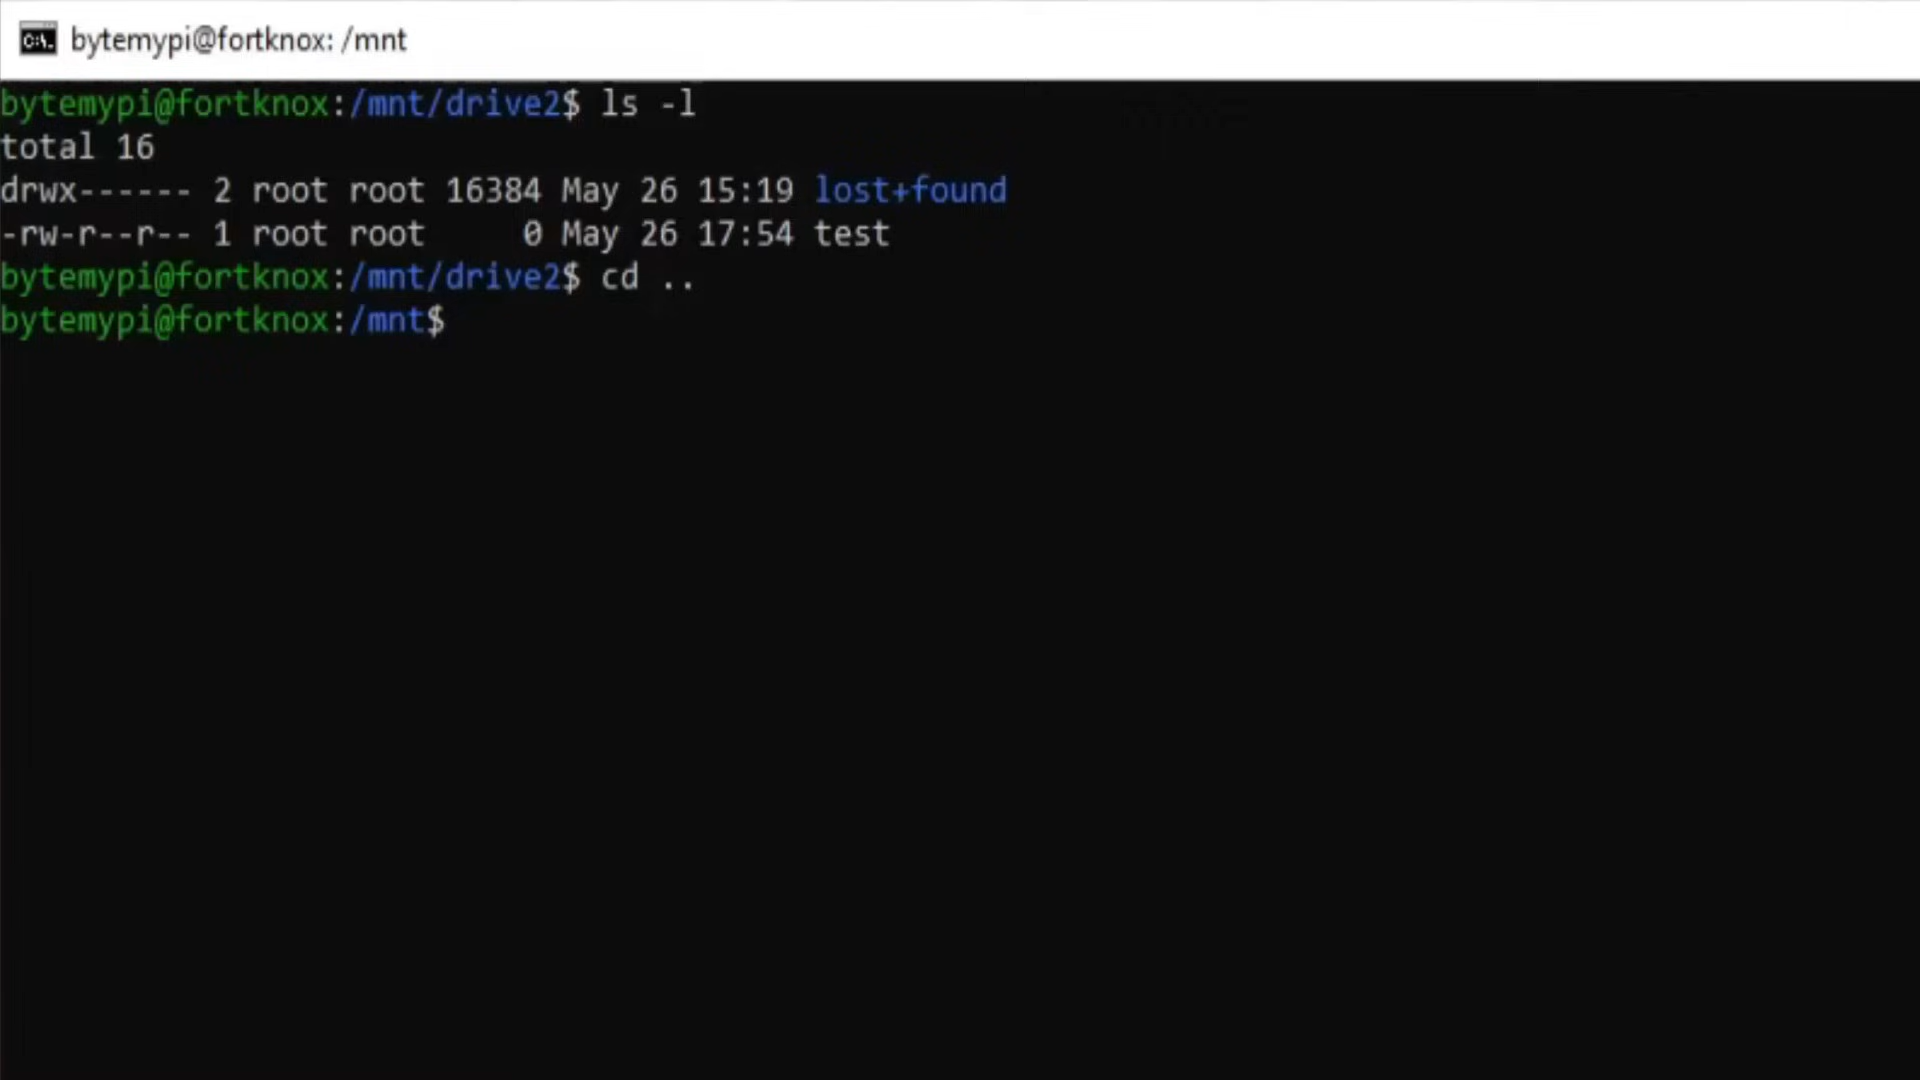 bytemypi@fortknox: /mnt
bytemypi@fortknox:/mnt/drive2$ ls -l
total 16
drwx------ 2 root root 16384 May 26 15:19 lost+found
-rw-r--r-- 1 root root     0 May 26 17:54 test
bytemypi@fortknox:/mnt/drive2$ cd ..
bytemypi@fortknox:/mnt$